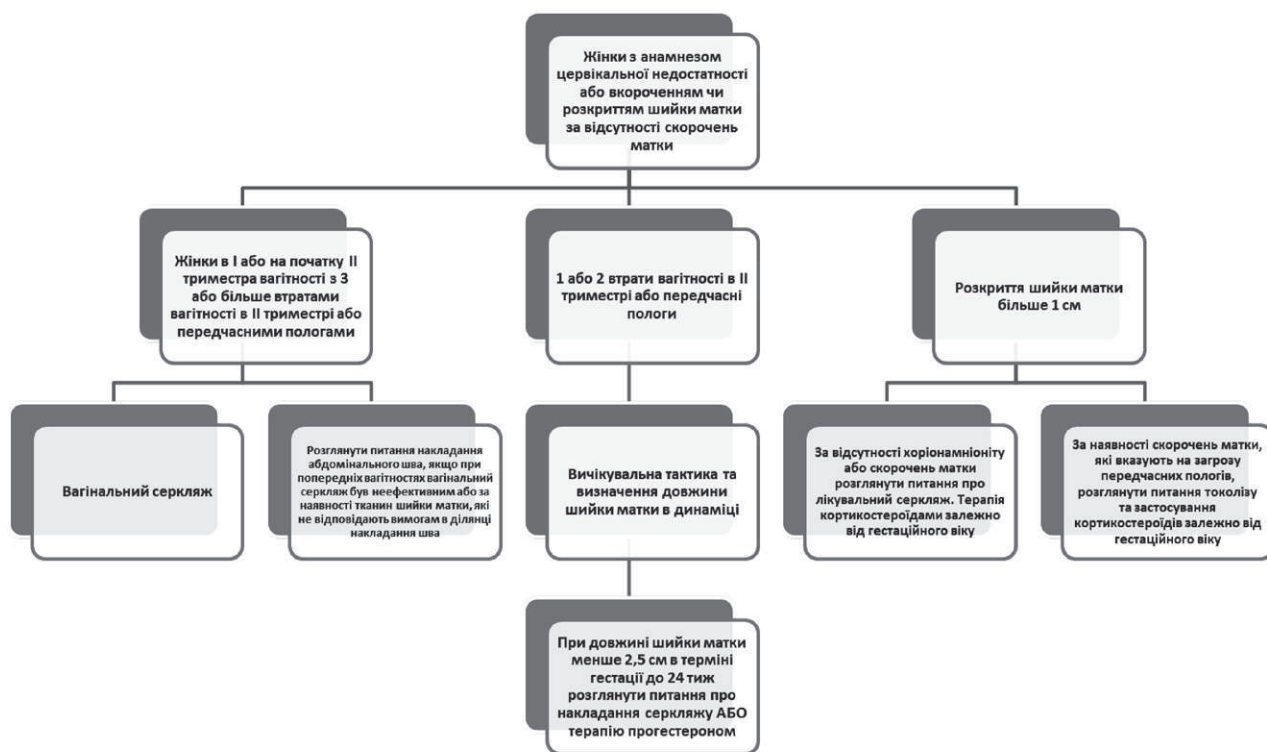 Жінки з анамнезом
цервікальної недостатності
або вкороченням чи
розкриттям шийки матки
за відсутності скорочень
матки
Жінки в І або на початку ІІ
триместра вагітності з 3
або більше втратами
вагітності в ІІ триместрі або
передчасними пологами
1 або 2 втрати вагітності в ІІ
триместрі або передчасні
пологи
Розкриття шийки матки
більше 1 см
Вагінальний серкляж
Розглянути питання накладання
абдомінального шва, якщо при
попередніх вагітностях вагінальний
серкляж був неефективним або за
наявності тканин шийки матки, які
не відповідають вимогам в ділянці
накладання шва
Вичікувальна тактика та
визначення довжини
шийки матки в динаміці
За відсутності хоріонамніоніту
або скорочень матки
розглянути питання про
лікувальний серкляж. Терапія
кортикостероїдами залежно
від гестаційного віку
За наявності скорочень матки,
які вказують на загрозу
передчасних пологів,
розглянути питання токолізу
та застосування
кортикостероїдів залежно від
гестаційного віку
При довжині шийки матки
менше 2,5 см в терміні
гестації до 24 тиж
розглянути питання про
накладання серкляжу АБО
терапію прогестероном